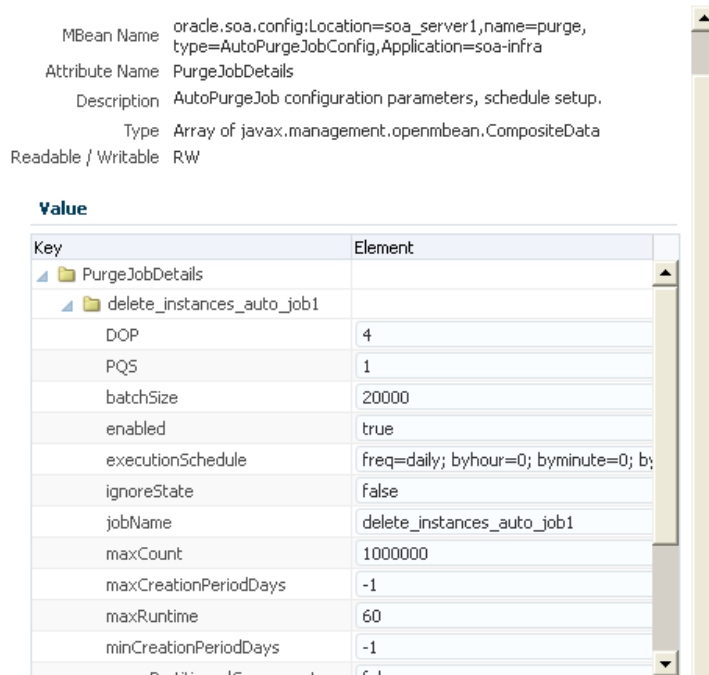 MBean Name oracle.soa.config:Location=soa_server1,name=purge,
type=AutoPurgeJobConfig,Application=soa-infra
Attribute Name PurgeJobDetails
Description AutoPurgeJob configuration parameters, schedule setup.
Type Array of javax.management.openmbean.CompositeData
Readable / Writable RW
Value
Key Element
PurgeJobDetails
delete_instances_auto_job1
DOP 4
PQS 1
batchSize 20000
enabled true
executionSchedule freq=daily; byhour=0; byminute=0; by
ignoreState false
jobName delete_instances_auto_job1
maxCount 1000000
maxCreationPeriodDays -1
maxRuntime 60
minCreationPeriodDays -1